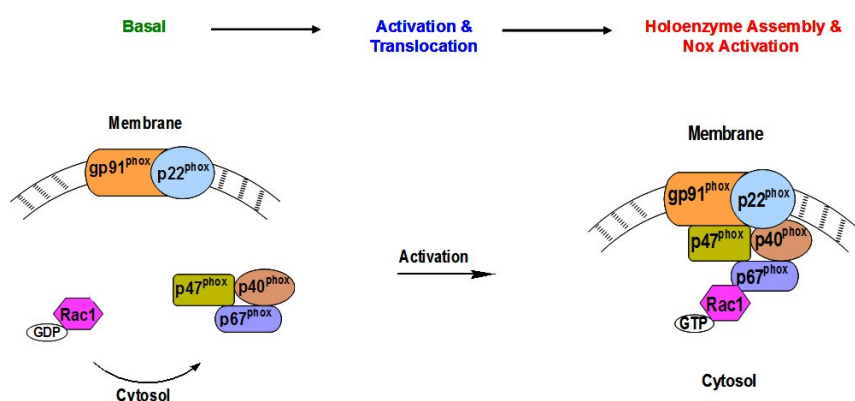 Basal
Activation &
Translocation
Holoenzyme Assembly &
Nox Activation
Membrane
gp91phox
p22phox
p47phox
p40phox
p67phox
Rac1
GDP
Cytosol
Activation
Membrane
gp91phox
p22phox
p47phox
p40phox
p67phox
Rac1
GTP
Cytosol